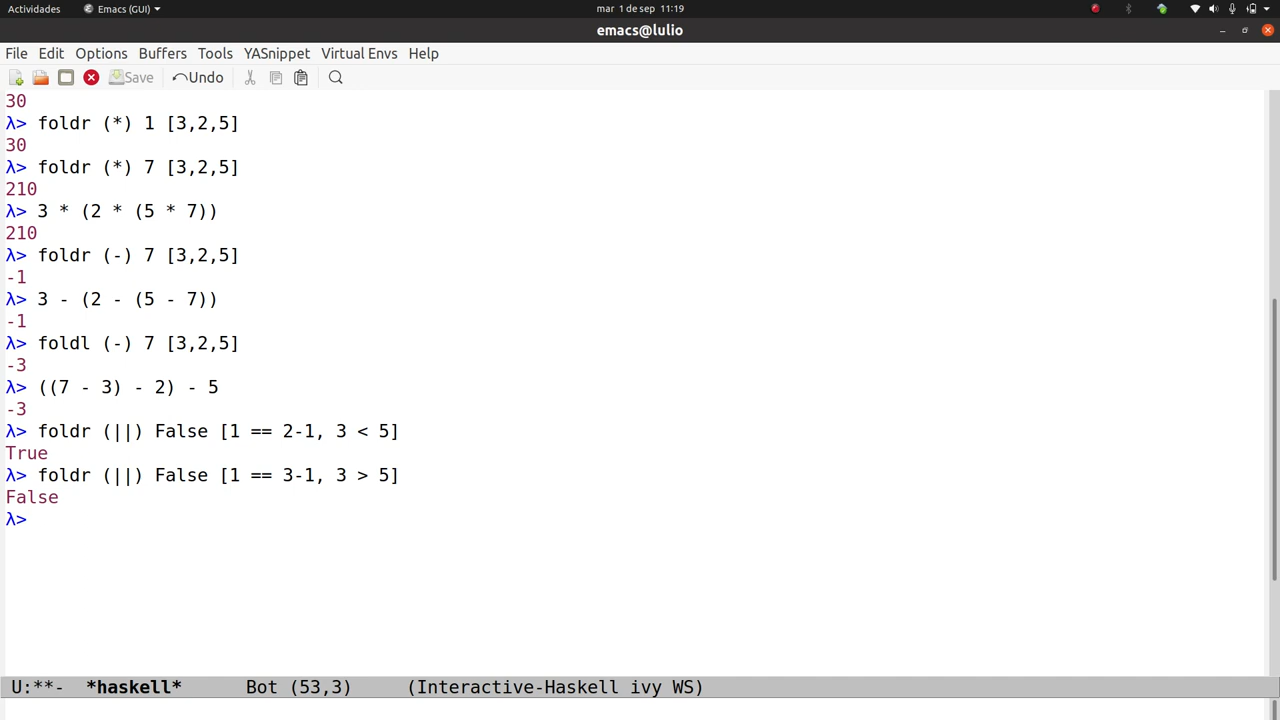 Actividades Emacs (GUI) mar 1 de sep 11:19
emacs@lulio
File Edit Options Buffers Tools YASnippet Virtual Envs Help
Save Undo
30
λ> foldr (*) 1 [3,2,5]
30
λ> foldr (*) 7 [3,2,5]
210
λ> 3 * (2 * (5 * 7))
210
λ> foldr (-) 7 [3,2,5]
-1
λ> 3 - (2 - (5 - 7))
-1
λ> foldl (-) 7 [3,2,5]
-3
λ> ((7 - 3) - 2) - 5
-3
λ> foldr (||) False [1 == 2-1, 3 < 5]
True
λ> foldr (||) False [1 == 3-1, 3 > 5]
False
λ>
U:**- *haskell* Bot (53,3) (Interactive-Haskell ivy WS)